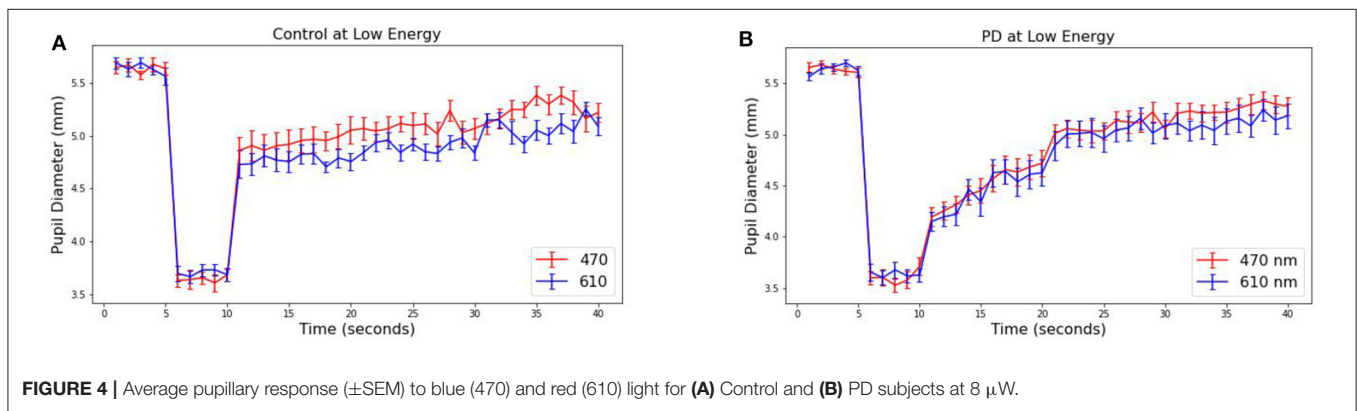 A
Control at Low Energy
Pupil Diameter (mm)
5.5
5.0
4.5
4.0
3.5
0 5 10 15 20 25 30 35 40
Time (seconds)
470
610
B
PD at Low Energy
Pupil Diameter (mm)
5.5
5.0
4.5
4.0
3.5
0 5 10 15 20 25 30 35 40
Time (seconds)
470 nm
610 nm
FIGURE 4 | Average pupillary response (±SEM) to blue (470) and red (610) light for (A) Control and (B) PD subjects at 8 μW.